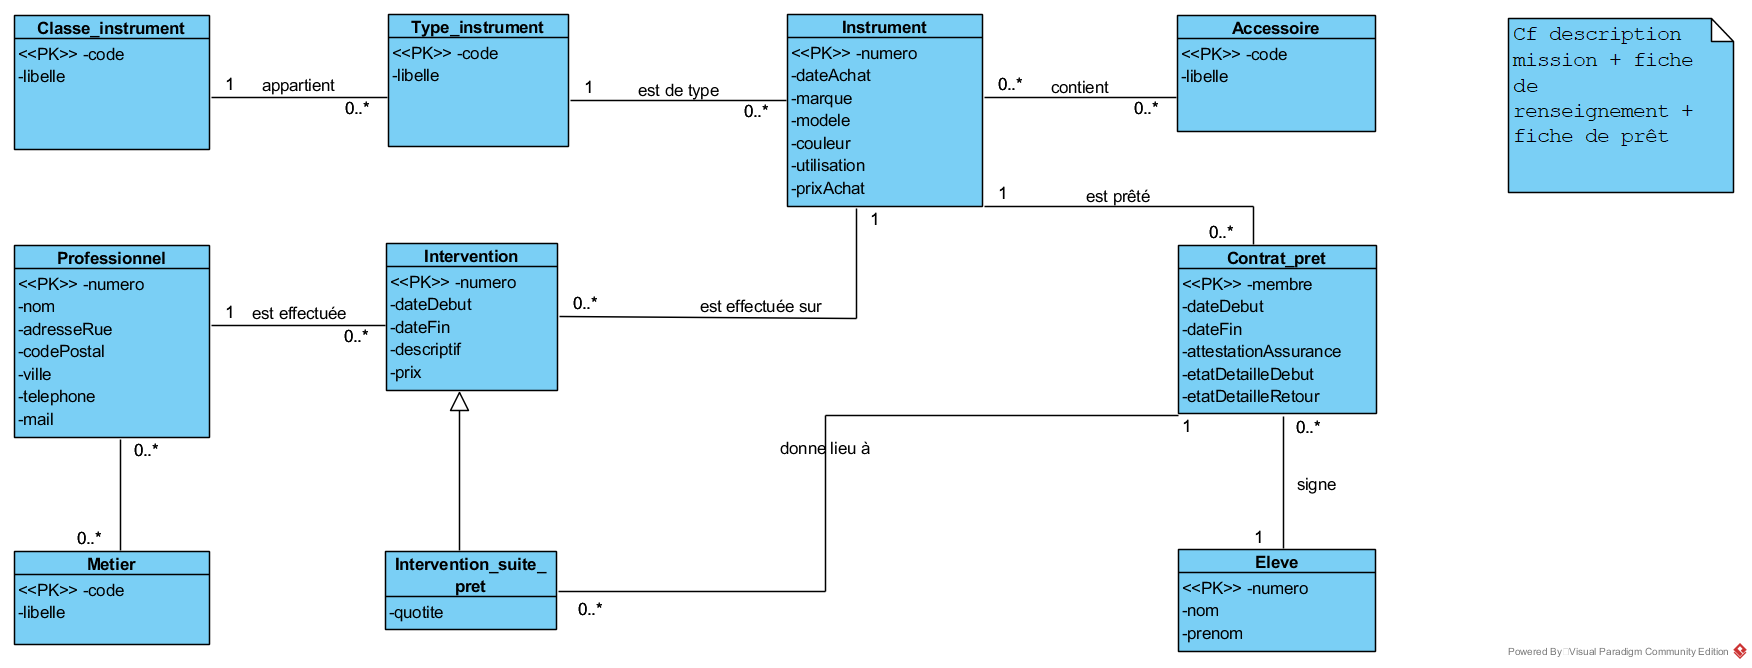 Classe_instrument
<<PK>> -code
-libelle
1
appartient
0..*
Type_instrument
<<PK>> -code
-libelle
1
est de type
0..*
Instrument
<<PK>> -numero
-dateAchat
-marque
-modele
-couleur
-utilisation
-prixAchat
0..*
contient
0..*
Accessoire
<<PK>> -code
-libelle
Cf description
mission + fiche
de
renseignement +
fiche de prêt
1
est prêté
0..*
1
Professionnel
<<PK>> -numero
-nom
-adresseRue
-codePostal
-ville
-telephone
-mail
1
est effectuée
0..*
Intervention
<<PK>> -numero
-dateDebut
-dateFin
-descriptif
-prix
0..*
est effectuée sur
Contrat_pret
<<PK>> -membre
-dateDebut
-dateFin
-attestationAssurance
-etatDetailleDebut
-etatDetailleRetour
0..*
0..*
donne lieu à
1
0..*
signe
1
Metier
<<PK>> -code
-libelle
Intervention_suite_
pret
-quotite
0..*
Eleve
<<PK>> -numero
-nom
-prenom
Powered By Visual Paradigm Community Edition